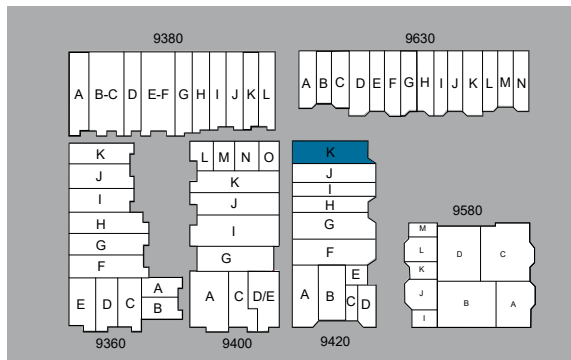 9380
A B-C D E-F G H I J K L
9630
A B C D E F G H I J K L M N
K
J
I
H
G
F
E D C
A
B
9360
L M N O
K
J
I
G
A C D/E
9400
K
J
I
H
G
F
E
A B C D
9420
9580
M
L
K
J
I
D C
B A